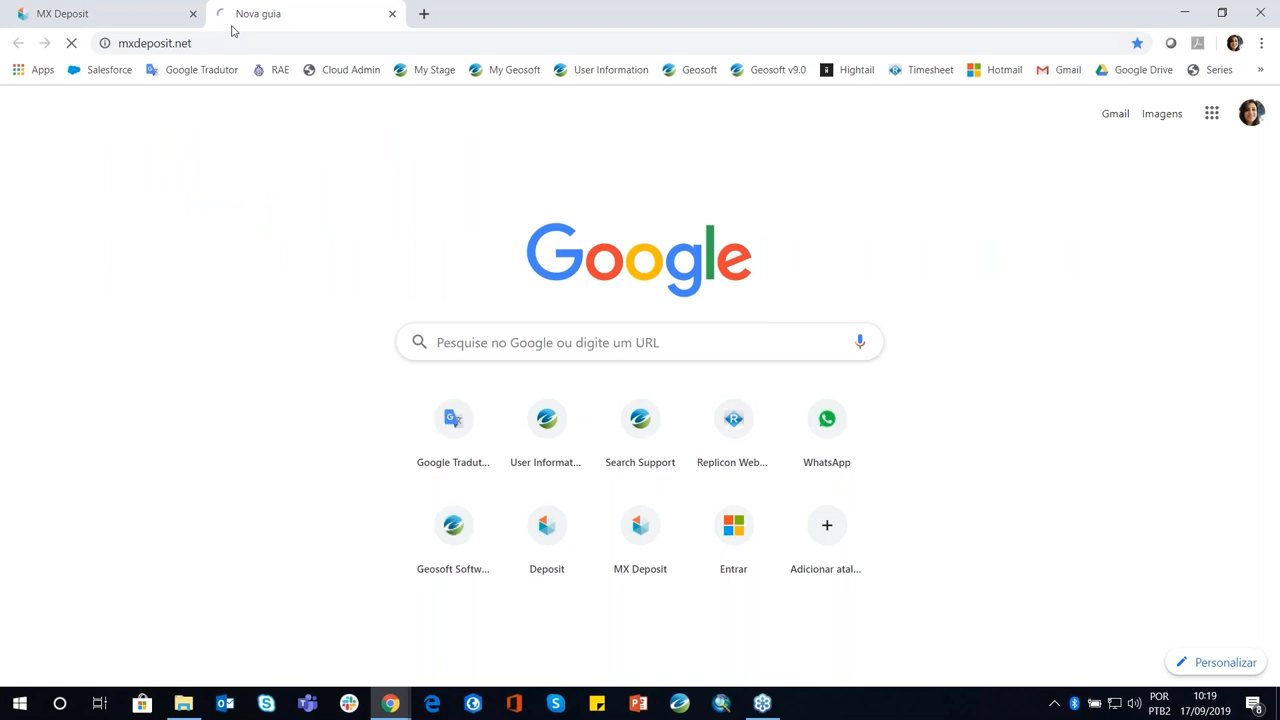 MX Deposit
Nova guia
mxdeposit.net
Apps Salesforce Google Tradutor RAE Cloud Admin My Stage My Geosoft User Information Geosoft Geosoft v9.0 Hightail Timesheet Hotmail Gmail Google Drive Series »
Gmail Imagens
Google
Pesquise no Google ou digite um URL
Google Tradut... User Informat... Search Support Replicon Web... WhatsApp
Geosoft Softw... Deposit MX Deposit Entrar Adicionar atal...
Personalizar
POR 10:19
PTB2 17/09/2019 8